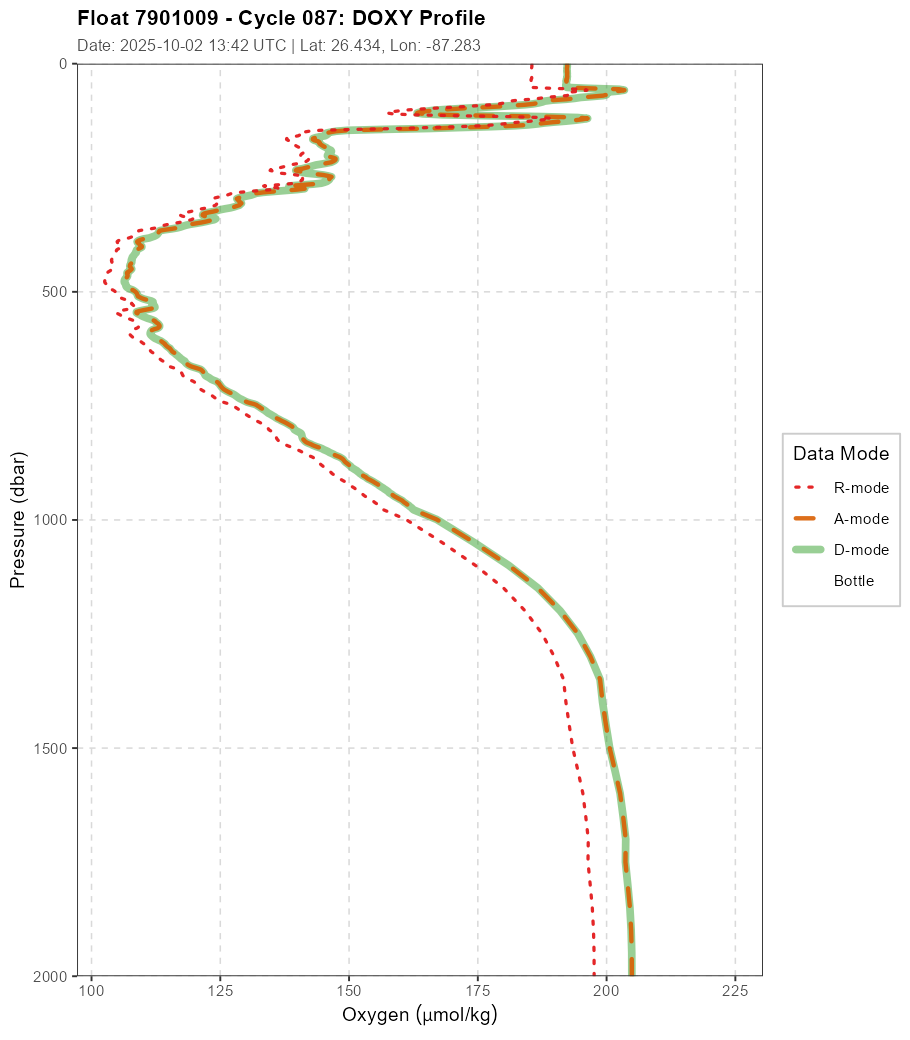 Float 7901009 - Cycle 087: DOXY Profile
Date: 2025-10-02 13:42 UTC | Lat: 26.434, Lon: -87.283
0
500
1000
1500
2000
Pressure (dbar)
100
125
150
175
200
225
Oxygen (μmol/kg)
Data Mode
R-mode
A-mode
D-mode
Bottle